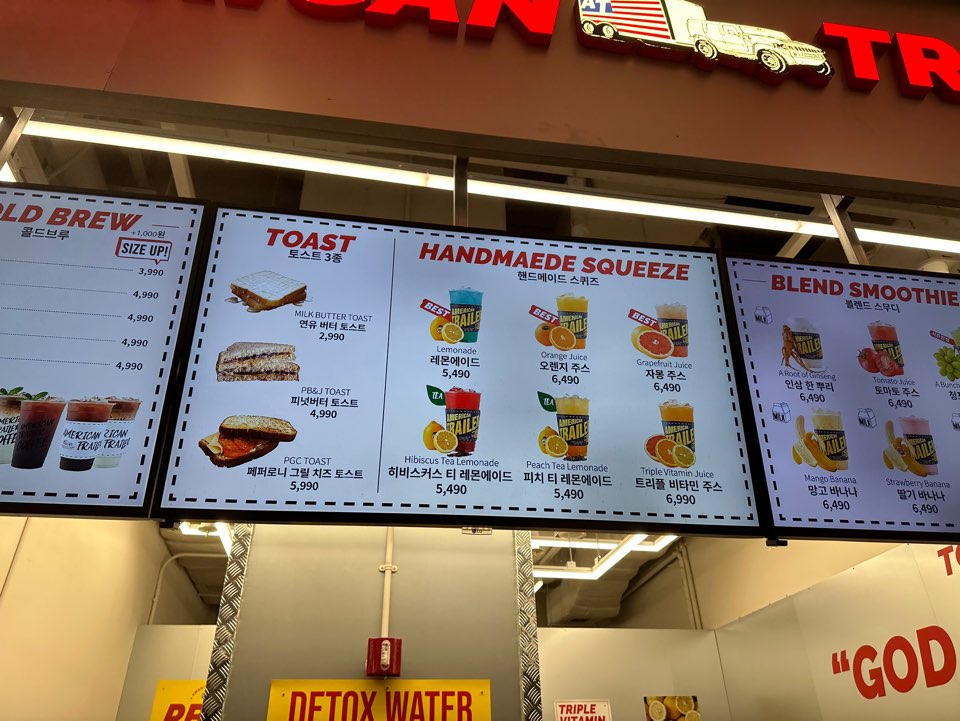 AT
TR
OLD BREW
콜드브루
+1,000원
SIZE UP!
3,990
4,990
4,990
4,990
4,990
TOAST
토스트 3종
MILK BUTTER TOAST
연유 버터 토스트
2,990
PB&J TOAST
피넛버터 토스트
4,990
PGC TOAST
페퍼로니 그릴 치즈 토스트
5,990
HANDMAEDE SQUEEZE
핸드메이드 스퀴즈
BEST
Lemonade
레몬에이드
5,490
BEST
Orange Juice
오렌지 주스
6,490
BEST
Grapefruit Juice
자몽 주스
6,490
TEA
Hibiscus Tea Lemonade
히비스커스 티 레몬에이드
5,490
TEA
Peach Tea Lemonade
피치 티 레몬에이드
5,490
Triple Vitamin Juice
트리플 비타민 주스
6,990
BLEND SMOOTHIE
블렌드 스무디
A Root of Ginseng
인삼 한 뿌리
6,490
Tomato Juice
토마토 주스
6,490
A Bunch
Mango Banana
망고 바나나
6,490
Strawberry Banana
딸기 바나나
6,490
DETOX WATER
TRIPLE
VITAMIN
"GOD